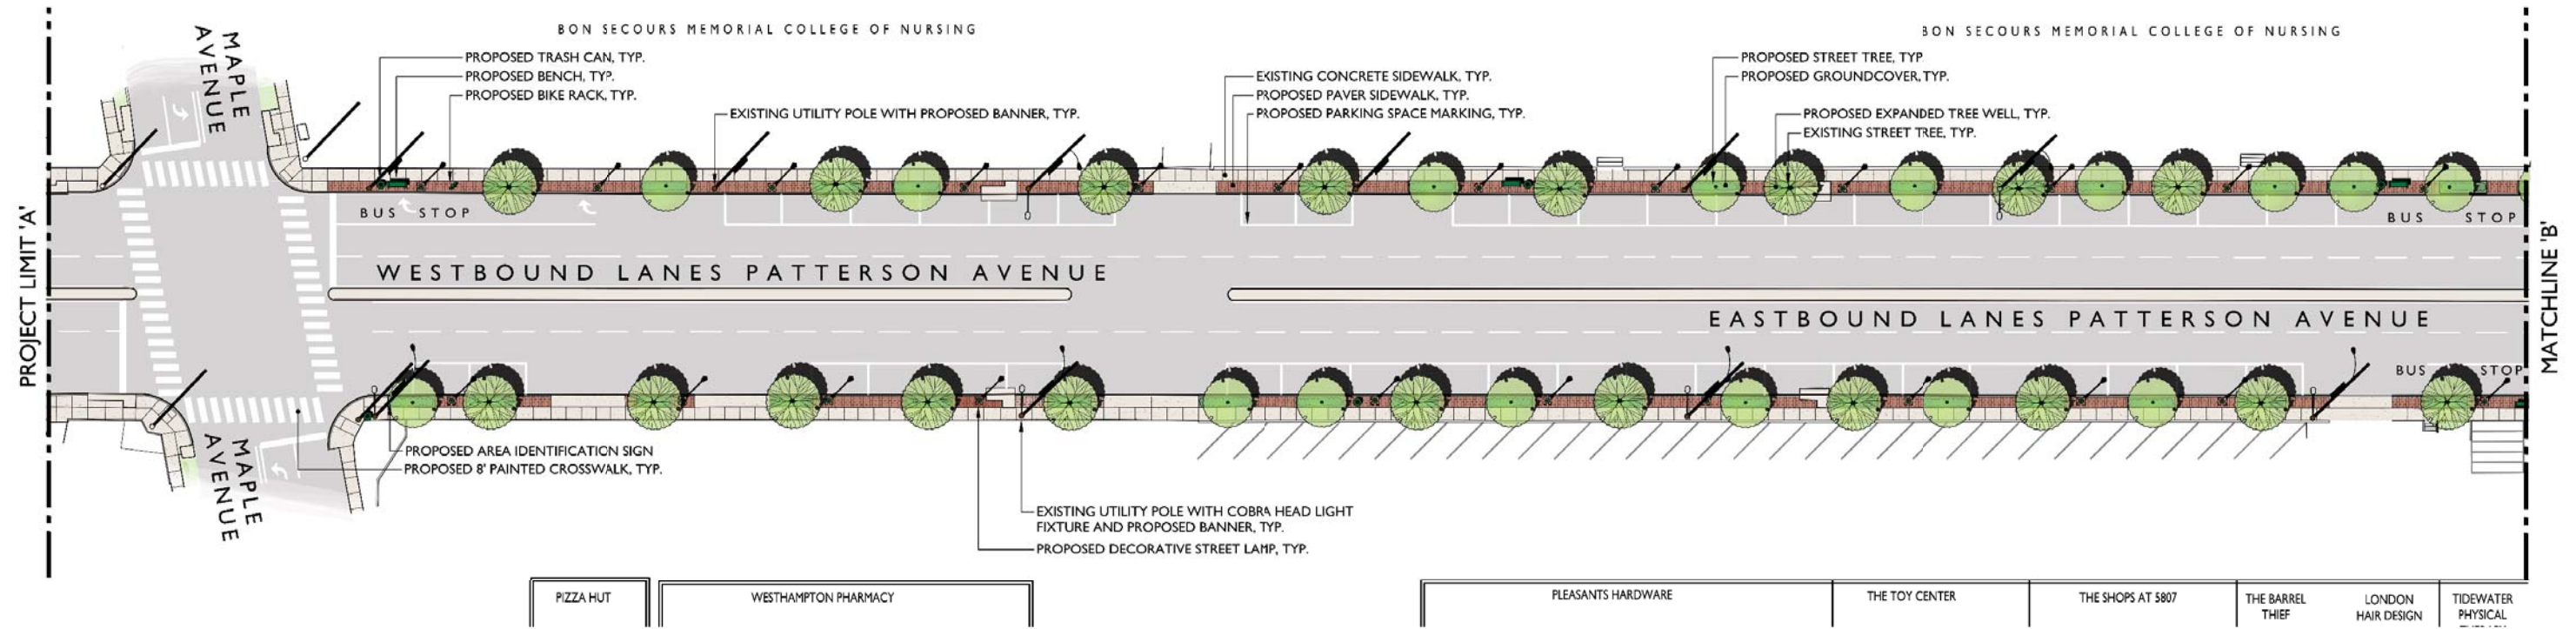 BON SECOURS MEMORIAL COLLEGE OF NURSING
BON SECOURS MEMORIAL COLLEGE OF NURSING
MAPLE
AVENUE
PROPOSED TRASH CAN, TYP.
PROPOSED BENCH, TYP.
PROPOSED BIKE RACK, TYP.
EXISTING UTILITY POLE WITH PROPOSED BANNER, TYP.
EXISTING CONCRETE SIDEWALK, TYP.
PROPOSED PAVER SIDEWALK, TYP.
PROPOSED PARKING SPACE MARKING, TYP.
PROPOSED STREET TREE, TYP
PROPOSED GROUNDCOVER, TYP.
PROPOSED EXPANDED TREE WELL, TYP.
EXISTING STREET TREE, TYP.
BUS STOP
BUS STOP
PROJECT LIMIT 'A'
WESTBOUND LANES PATTERSON AVENUE
EASTBOUND LANES PATTERSON AVENUE
MATCHLINE 'B'
BUS STOP
MAPLE
AVENUE
PROPOSED AREA IDENTIFICATION SIGN
PROPOSED 8' PAINTED CROSSWALK, TYP.
EXISTING UTILITY POLE WITH COBRA HEAD LIGHT
FIXTURE AND PROPOSED BANNER, TYP.
PROPOSED DECORATIVE STREET LAMP, TYP.
PIZZA HUT
WESTHAMPTON PHARMACY
PLEASANTS HARDWARE
THE TOY CENTER
THE SHOPS AT 5807
THE BARREL
THIEF
LONDON
HAIR DESIGN
TIDEWATER
PHYSICAL